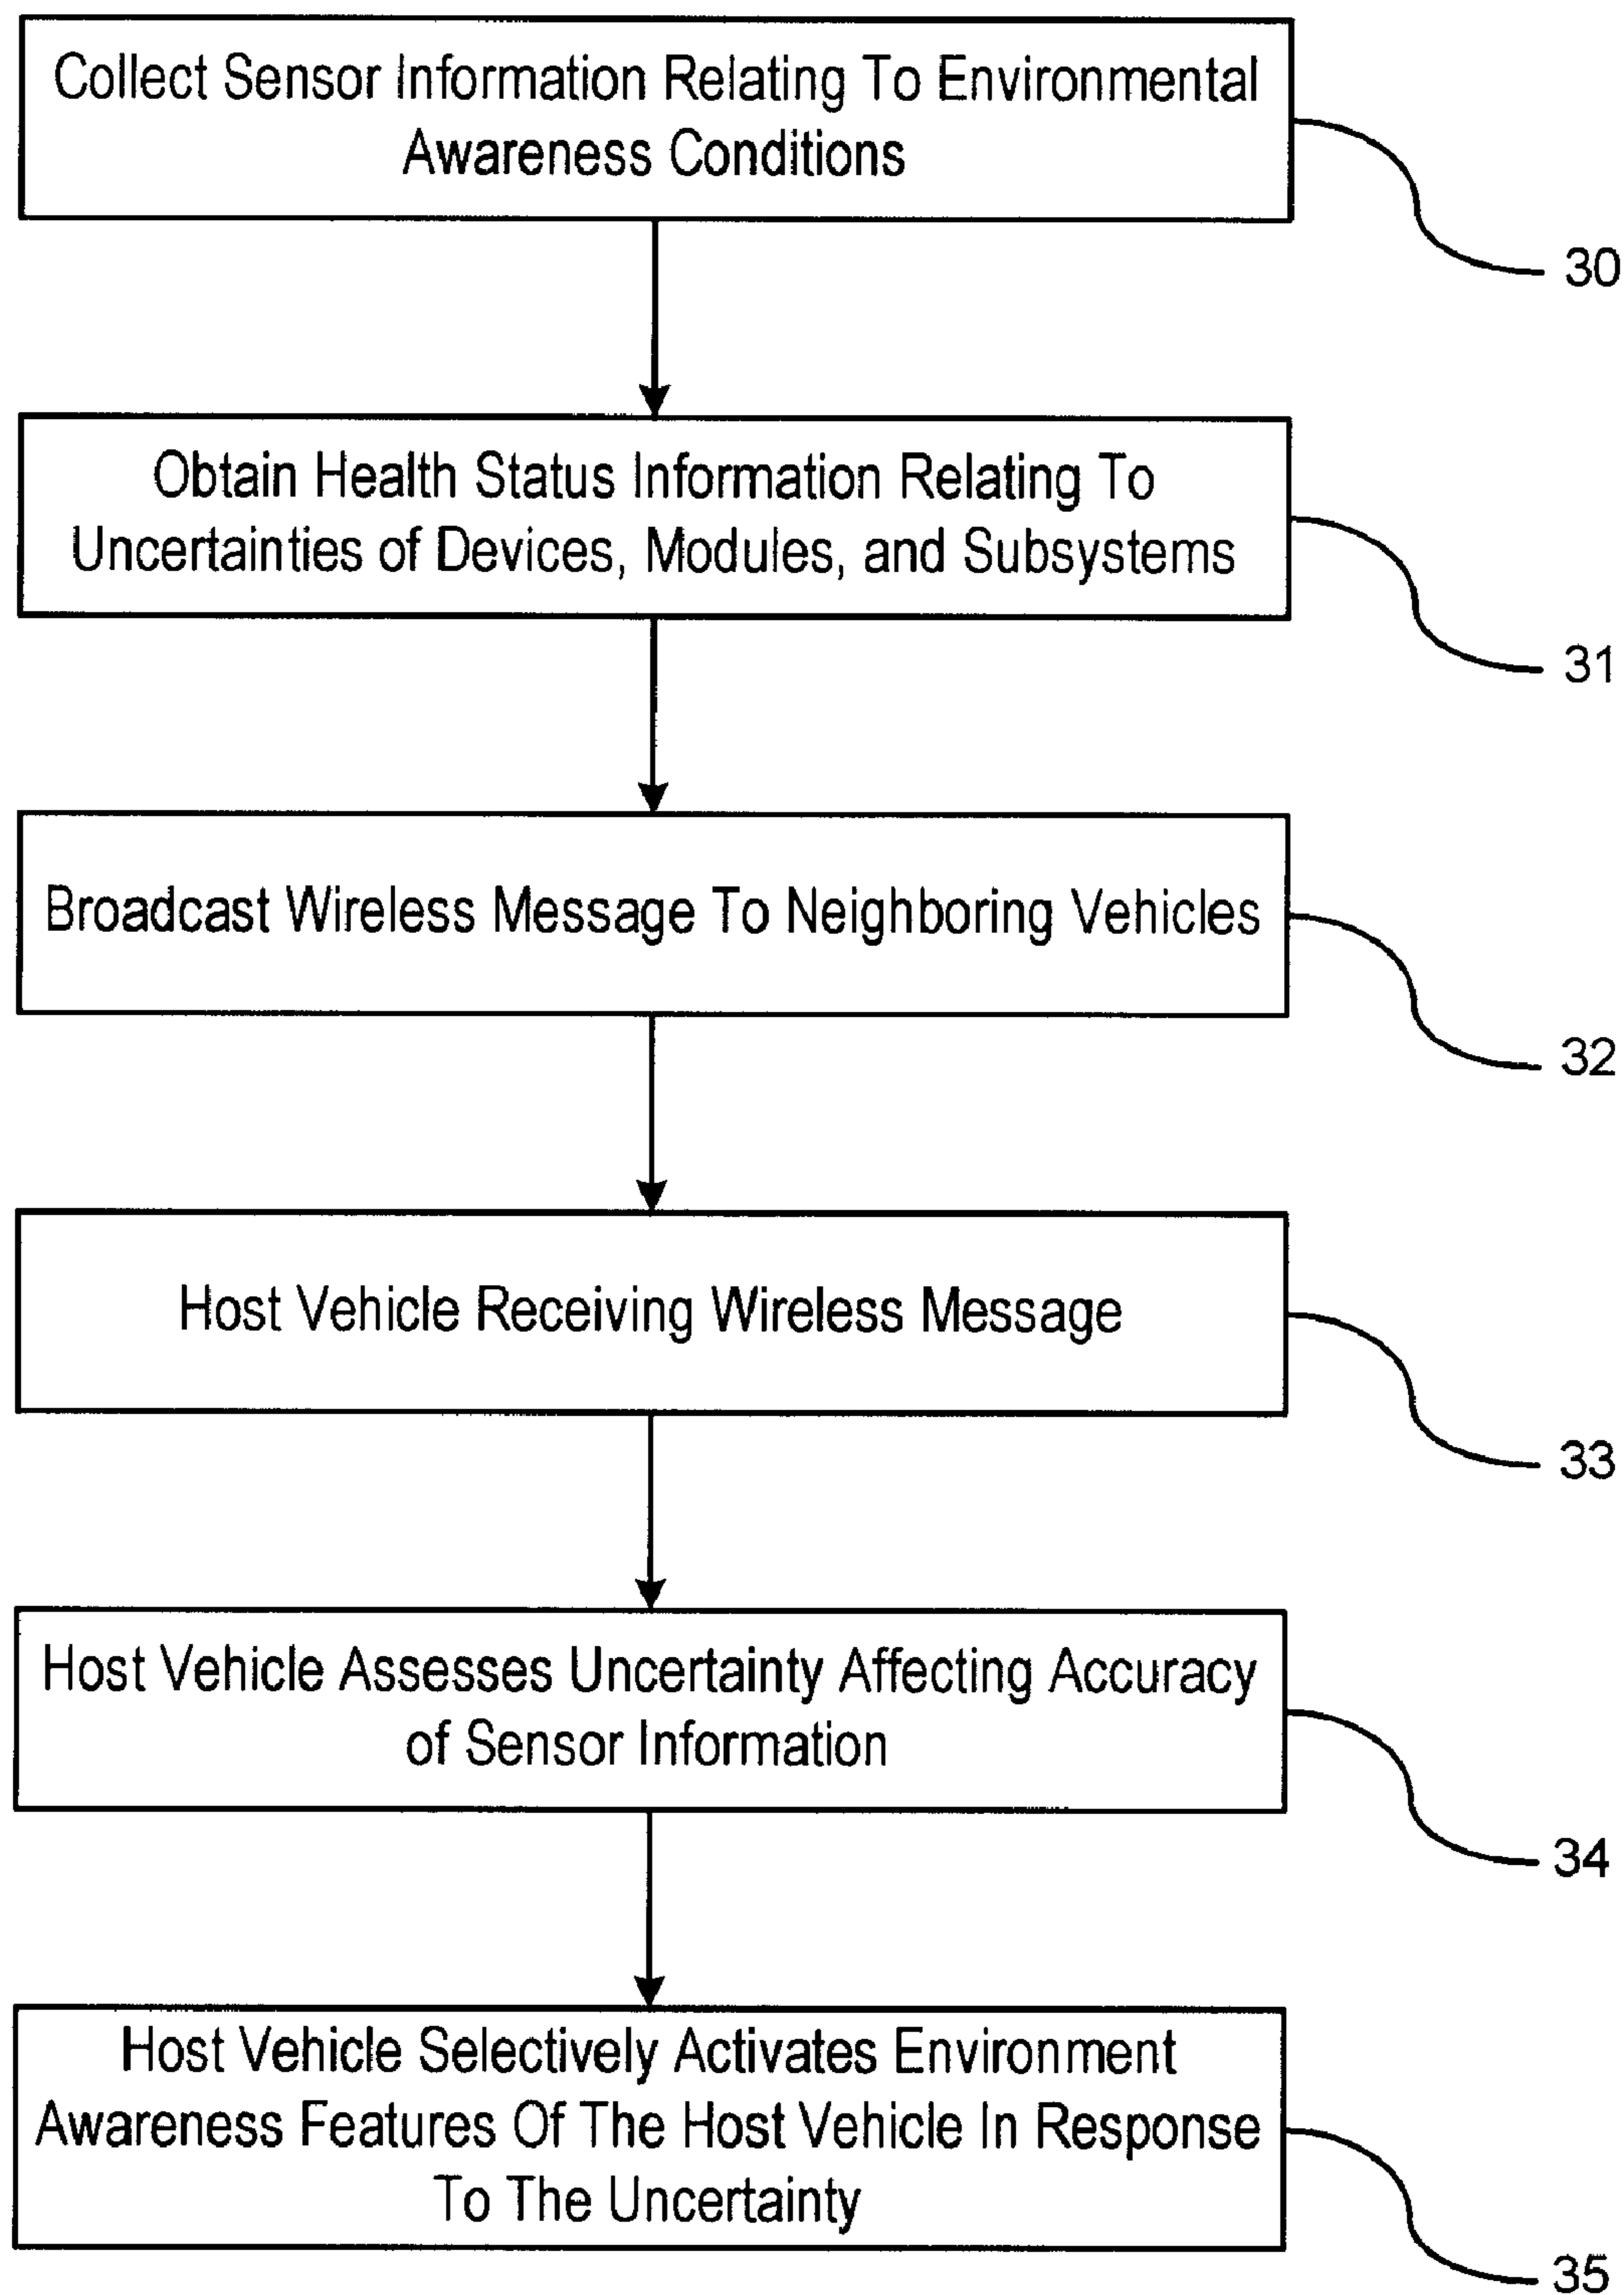 Collect Sensor Information Relating To Environmental
Awareness Conditions
30
Obtain Health Status Information Relating To
Uncertainties of Devices, Modules, and Subsystems
31
Broadcast Wireless Message To Neighboring Vehicles
32
Host Vehicle Receiving Wireless Message
33
Host Vehicle Assesses Uncertainty Affecting Accuracy
of Sensor Information
34
Host Vehicle Selectively Activates Environment
Awareness Features Of The Host Vehicle In Response
To The Uncertainty
35